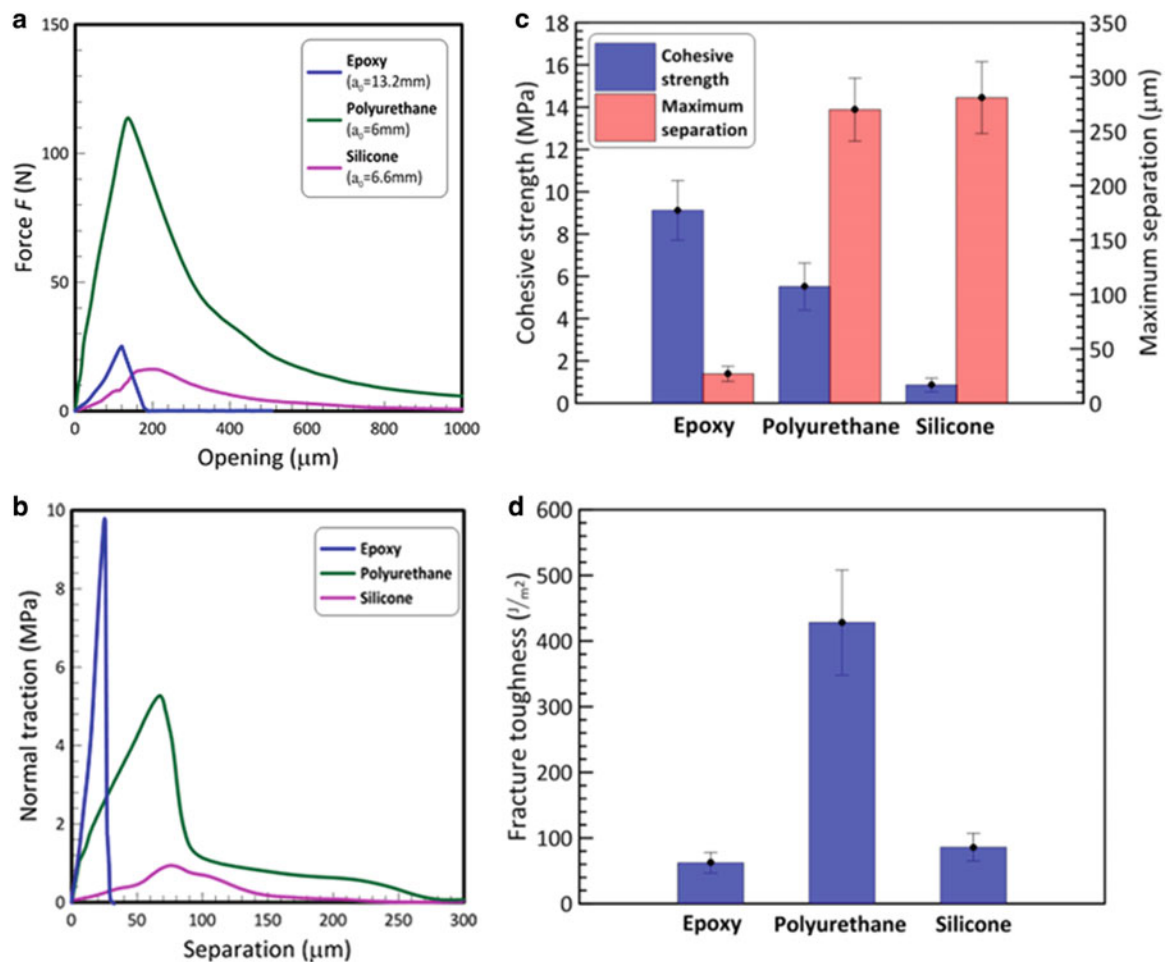 a
150
100
50
0
Force F (N)
Epoxy
(a₀=13.2mm)
Polyurethane
(a₀=6mm)
Silicone
(a₀=6.6mm)
0 200 400 600 800 1000
Opening (μm)
b
10
8
6
4
2
0
Normal traction (MPa)
Epoxy
Polyurethane
Silicone
0 50 100 150 200 250 300
Separation (μm)
c
18
16
14
12
10
8
6
4
2
0
Cohesive strength (MPa)
Cohesive
strength
Maximum
separation
350
300
250
200
150
100
50
0
Maximum separation (μm)
Epoxy Polyurethane Silicone
d
600
500
400
300
200
100
0
Fracture toughness (J/m²)
Epoxy Polyurethane Silicone